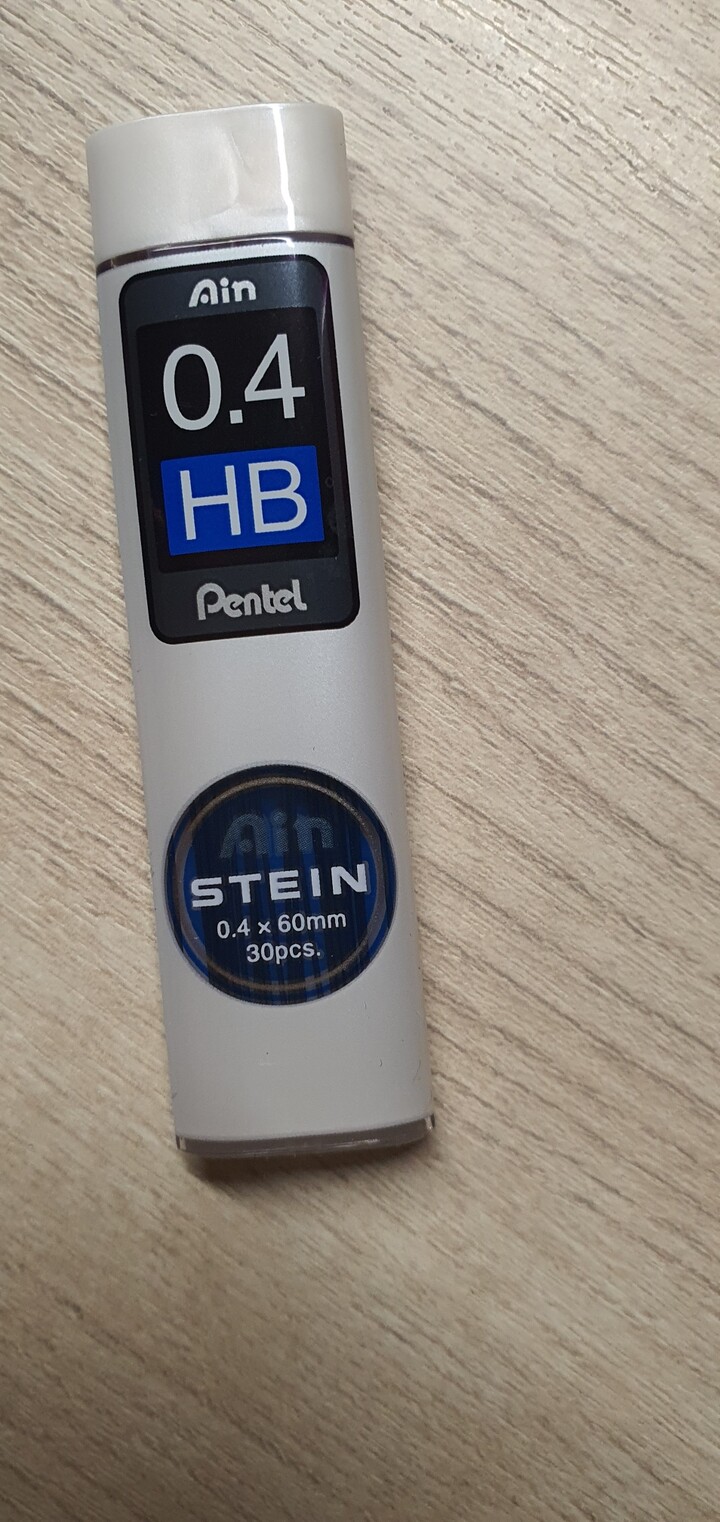 Ain
0.4
HB
Pentel
Ain
STEIN
0.4 x 60mm
30pcs.